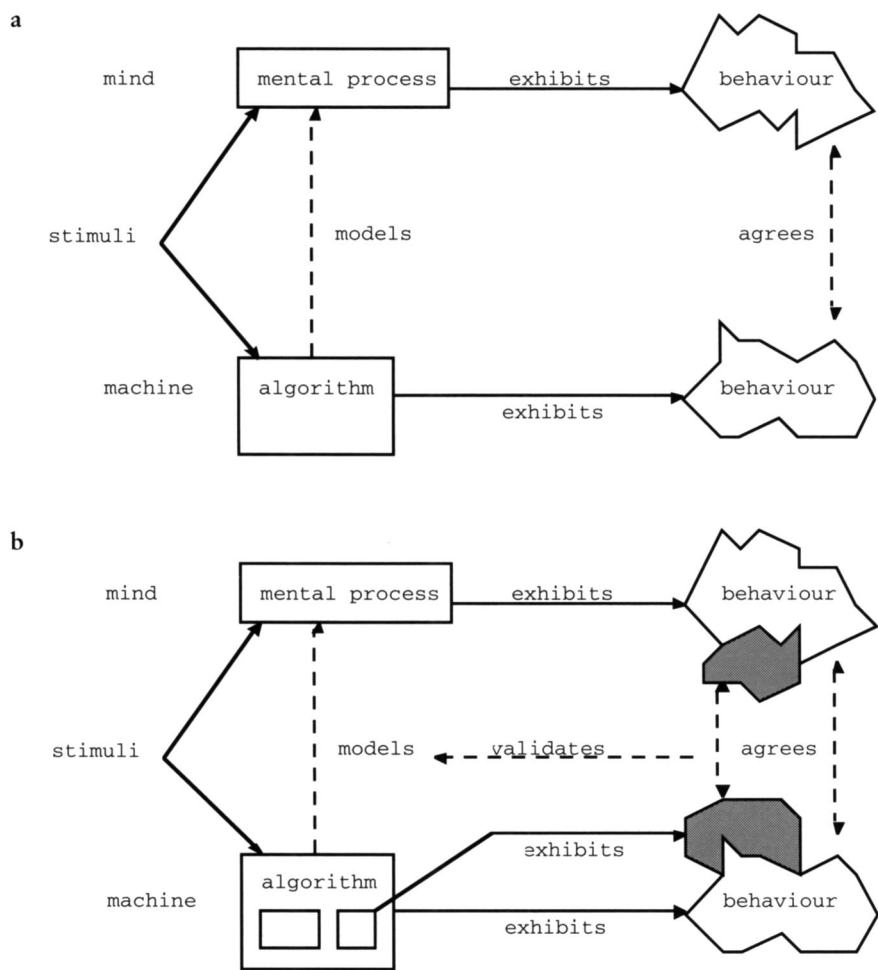 a
mind mental process exhibits behaviour
stimuli models agrees
machine algorithm behaviour
exhibits
b
mind mental process exhibits behaviour
stimuli models validates agrees
exhibits
algorithm
machine behaviour
exhibits